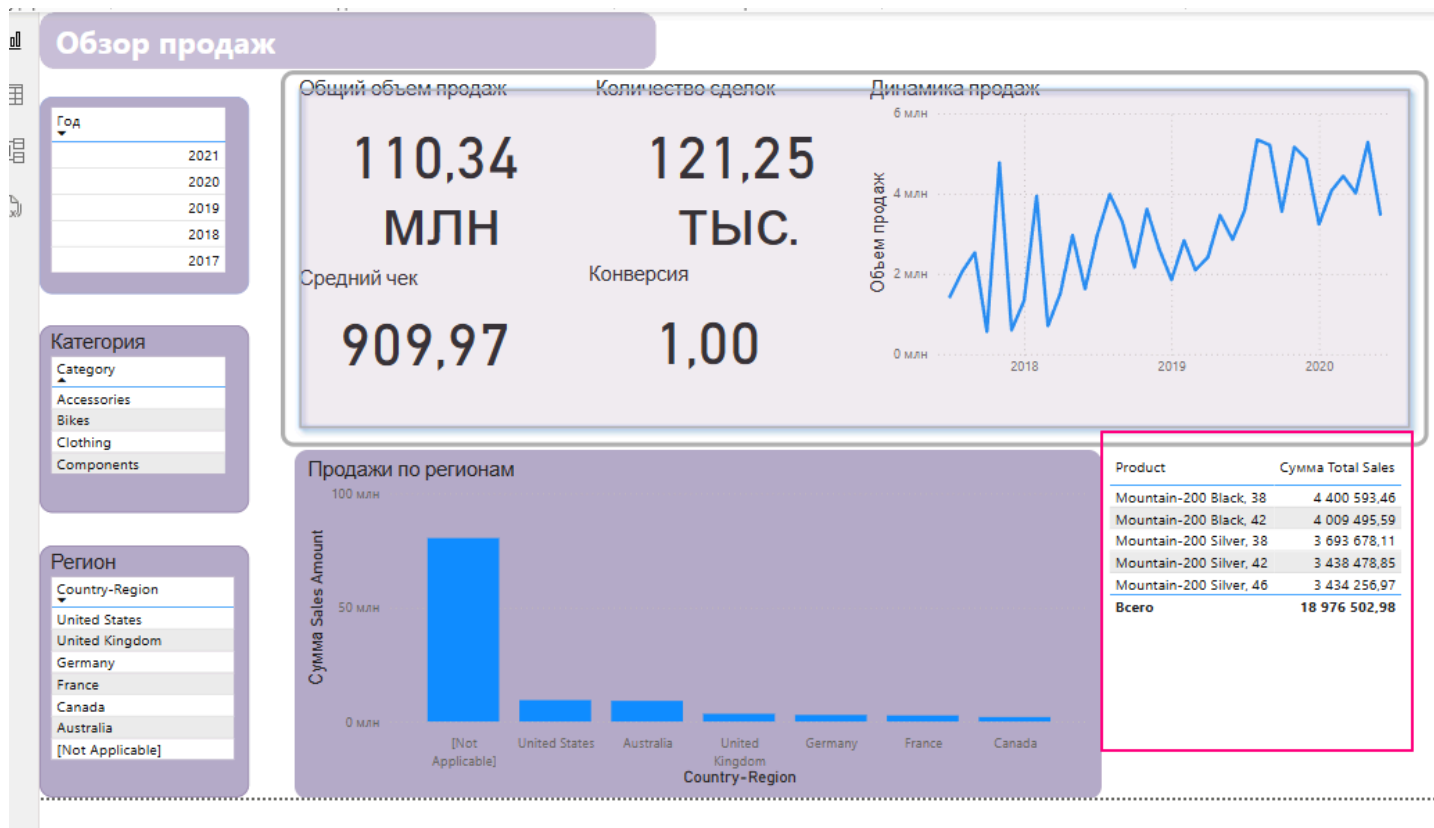 Обзор продаж
Год
2021
2020
2019
2018
2017
Категория
Category
Accessories
Bikes
Clothing
Components
Регион
Country-Region
United States
United Kingdom
Germany
France
Canada
Australia
[Not Applicable]
Общий объем продаж
110,34
млн
Количество сделок
121,25
тыс.
Средний чек
909,97
Конверсия
1,00
Динамика продаж
Объем продаж
6 млн
4 млн
2 млн
0 млн
2018 2019 2020
Продажи по регионам
Сумма Sales Amount
100 млн
50 млн
0 млн
[Not Applicable] United States Australia United Kingdom Germany France Canada
Country-Region
Product Сумма Total Sales
Mountain-200 Black, 38 4 400 593,46
Mountain-200 Black, 42 4 009 495,59
Mountain-200 Silver, 38 3 693 678,11
Mountain-200 Silver, 42 3 438 478,85
Mountain-200 Silver, 46 3 434 256,97
Всего 18 976 502,98